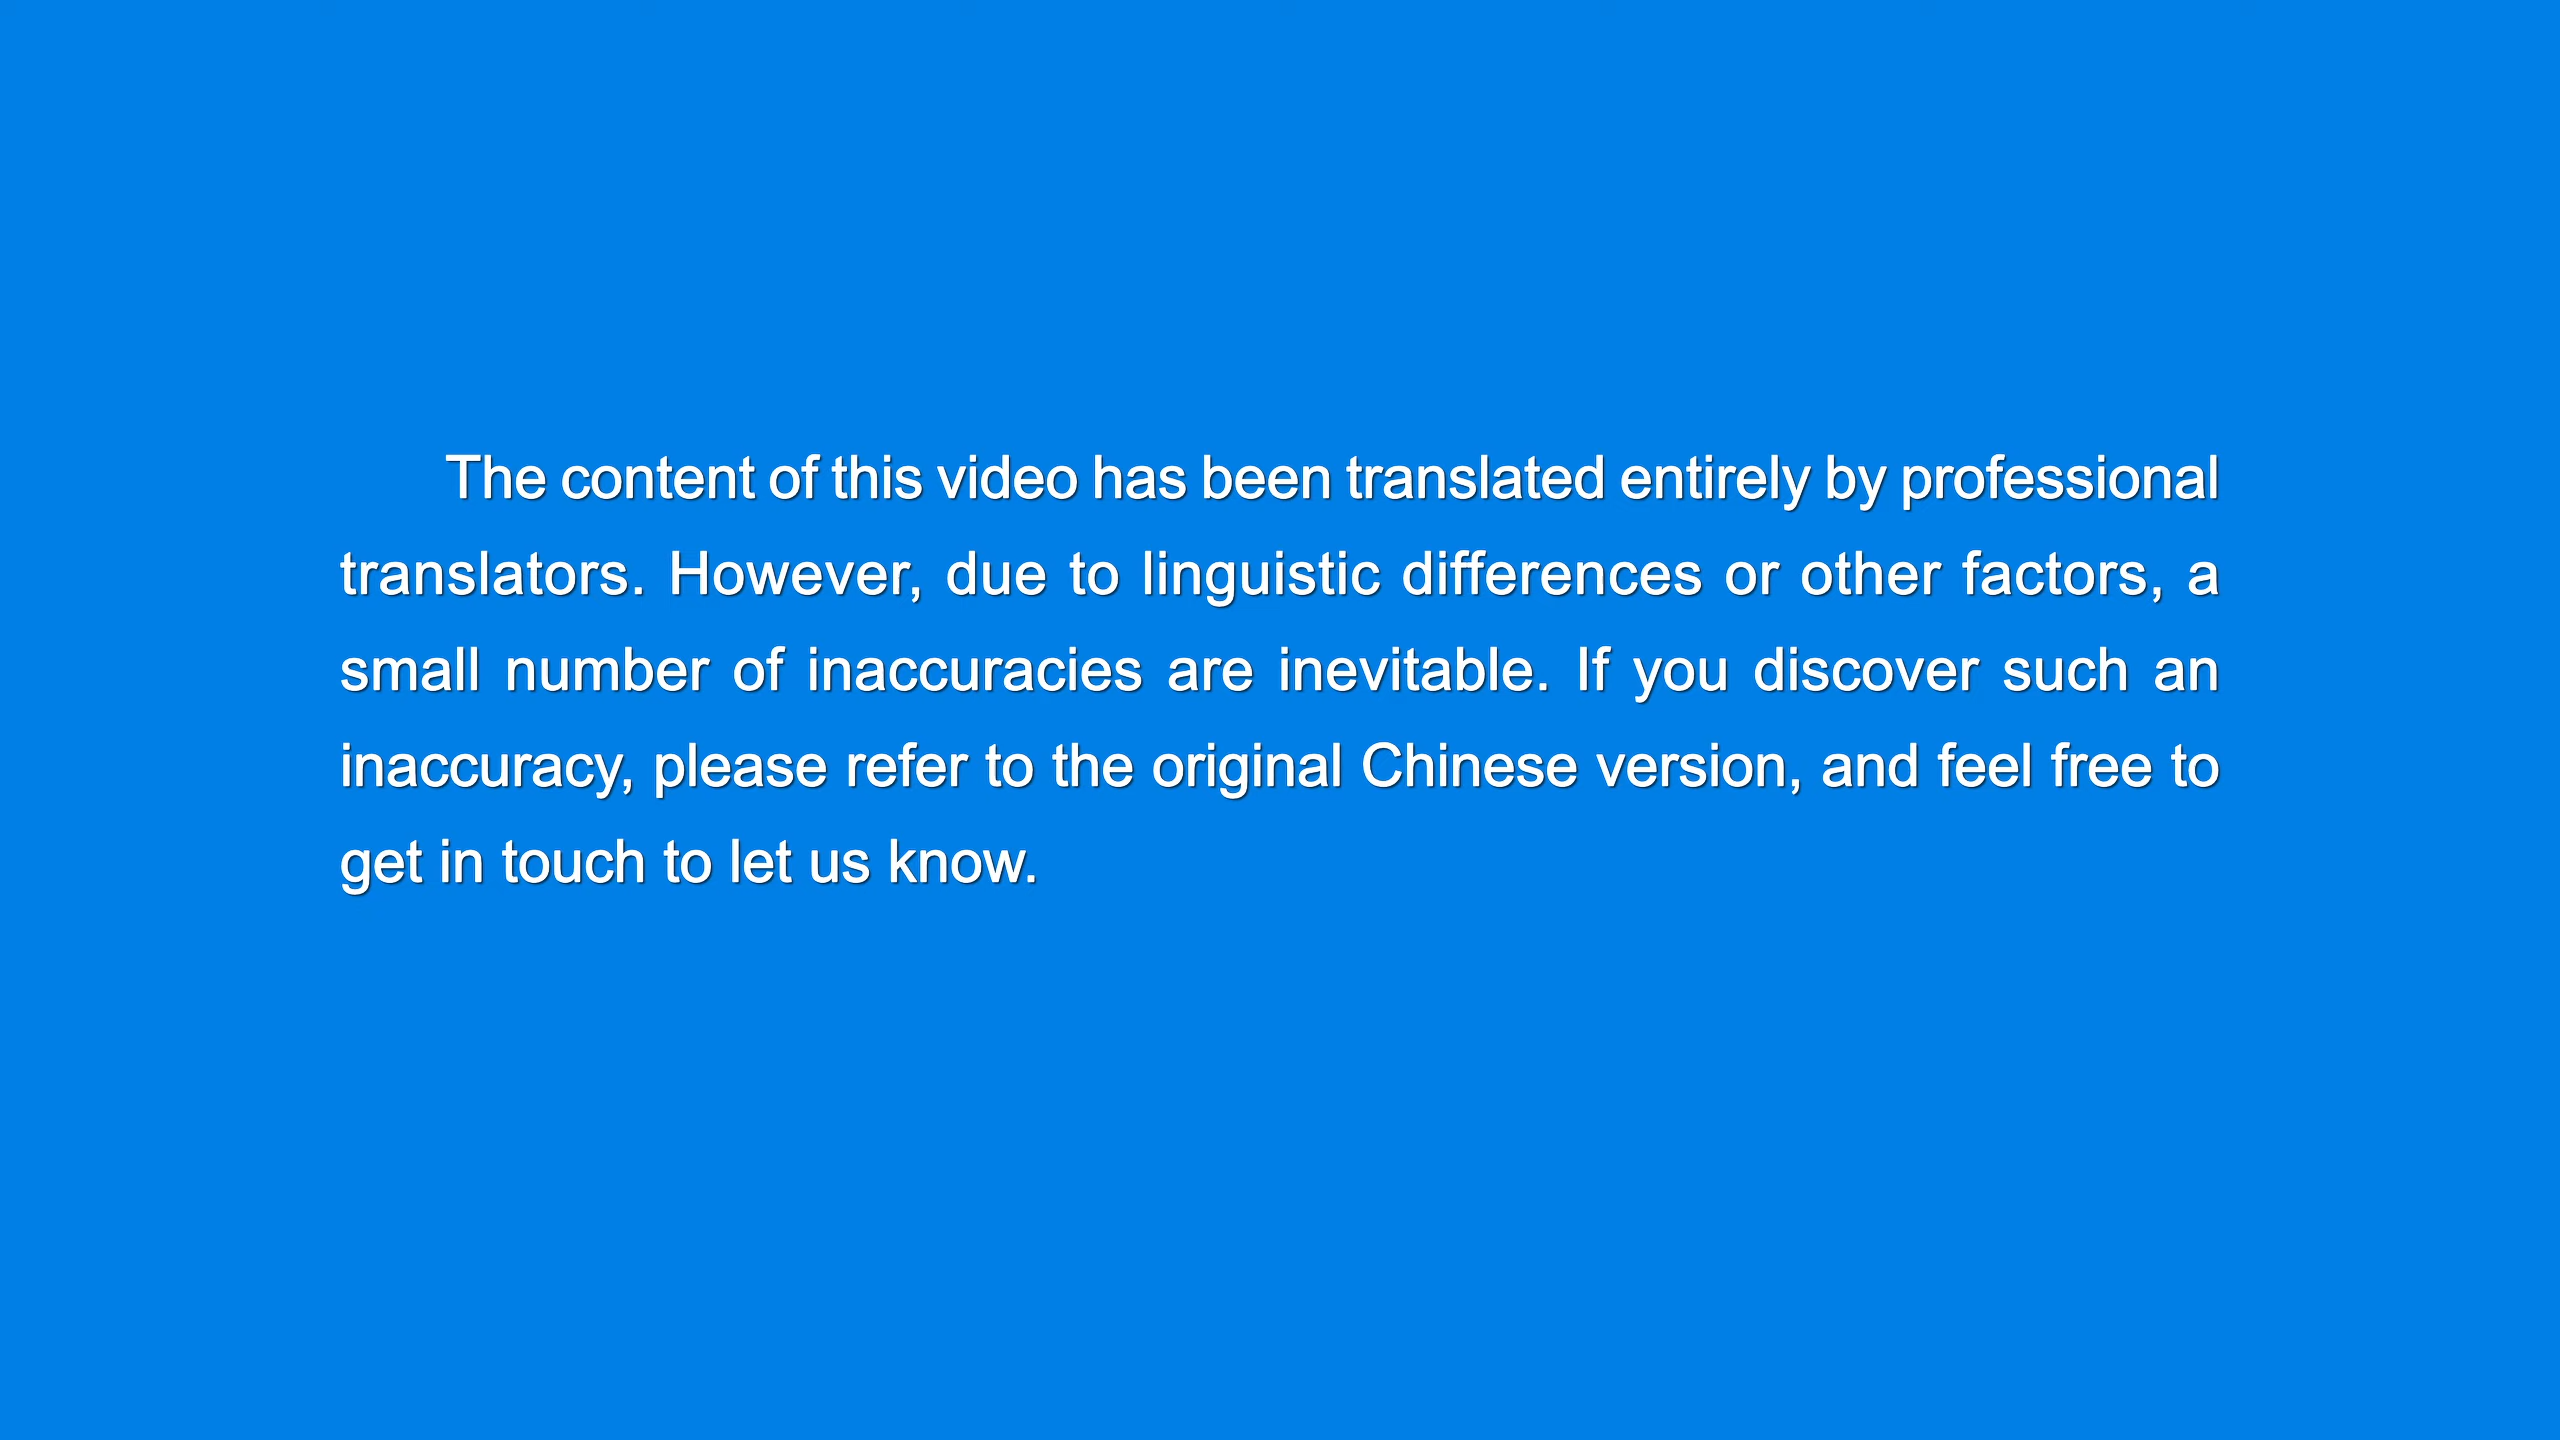 The content of this video has been translated entirely by professional
translators. However, due to linguistic differences or other factors, a
small number of inaccuracies are inevitable. If you discover such an
inaccuracy, please refer to the original Chinese version, and feel free to
get in touch to let us know.